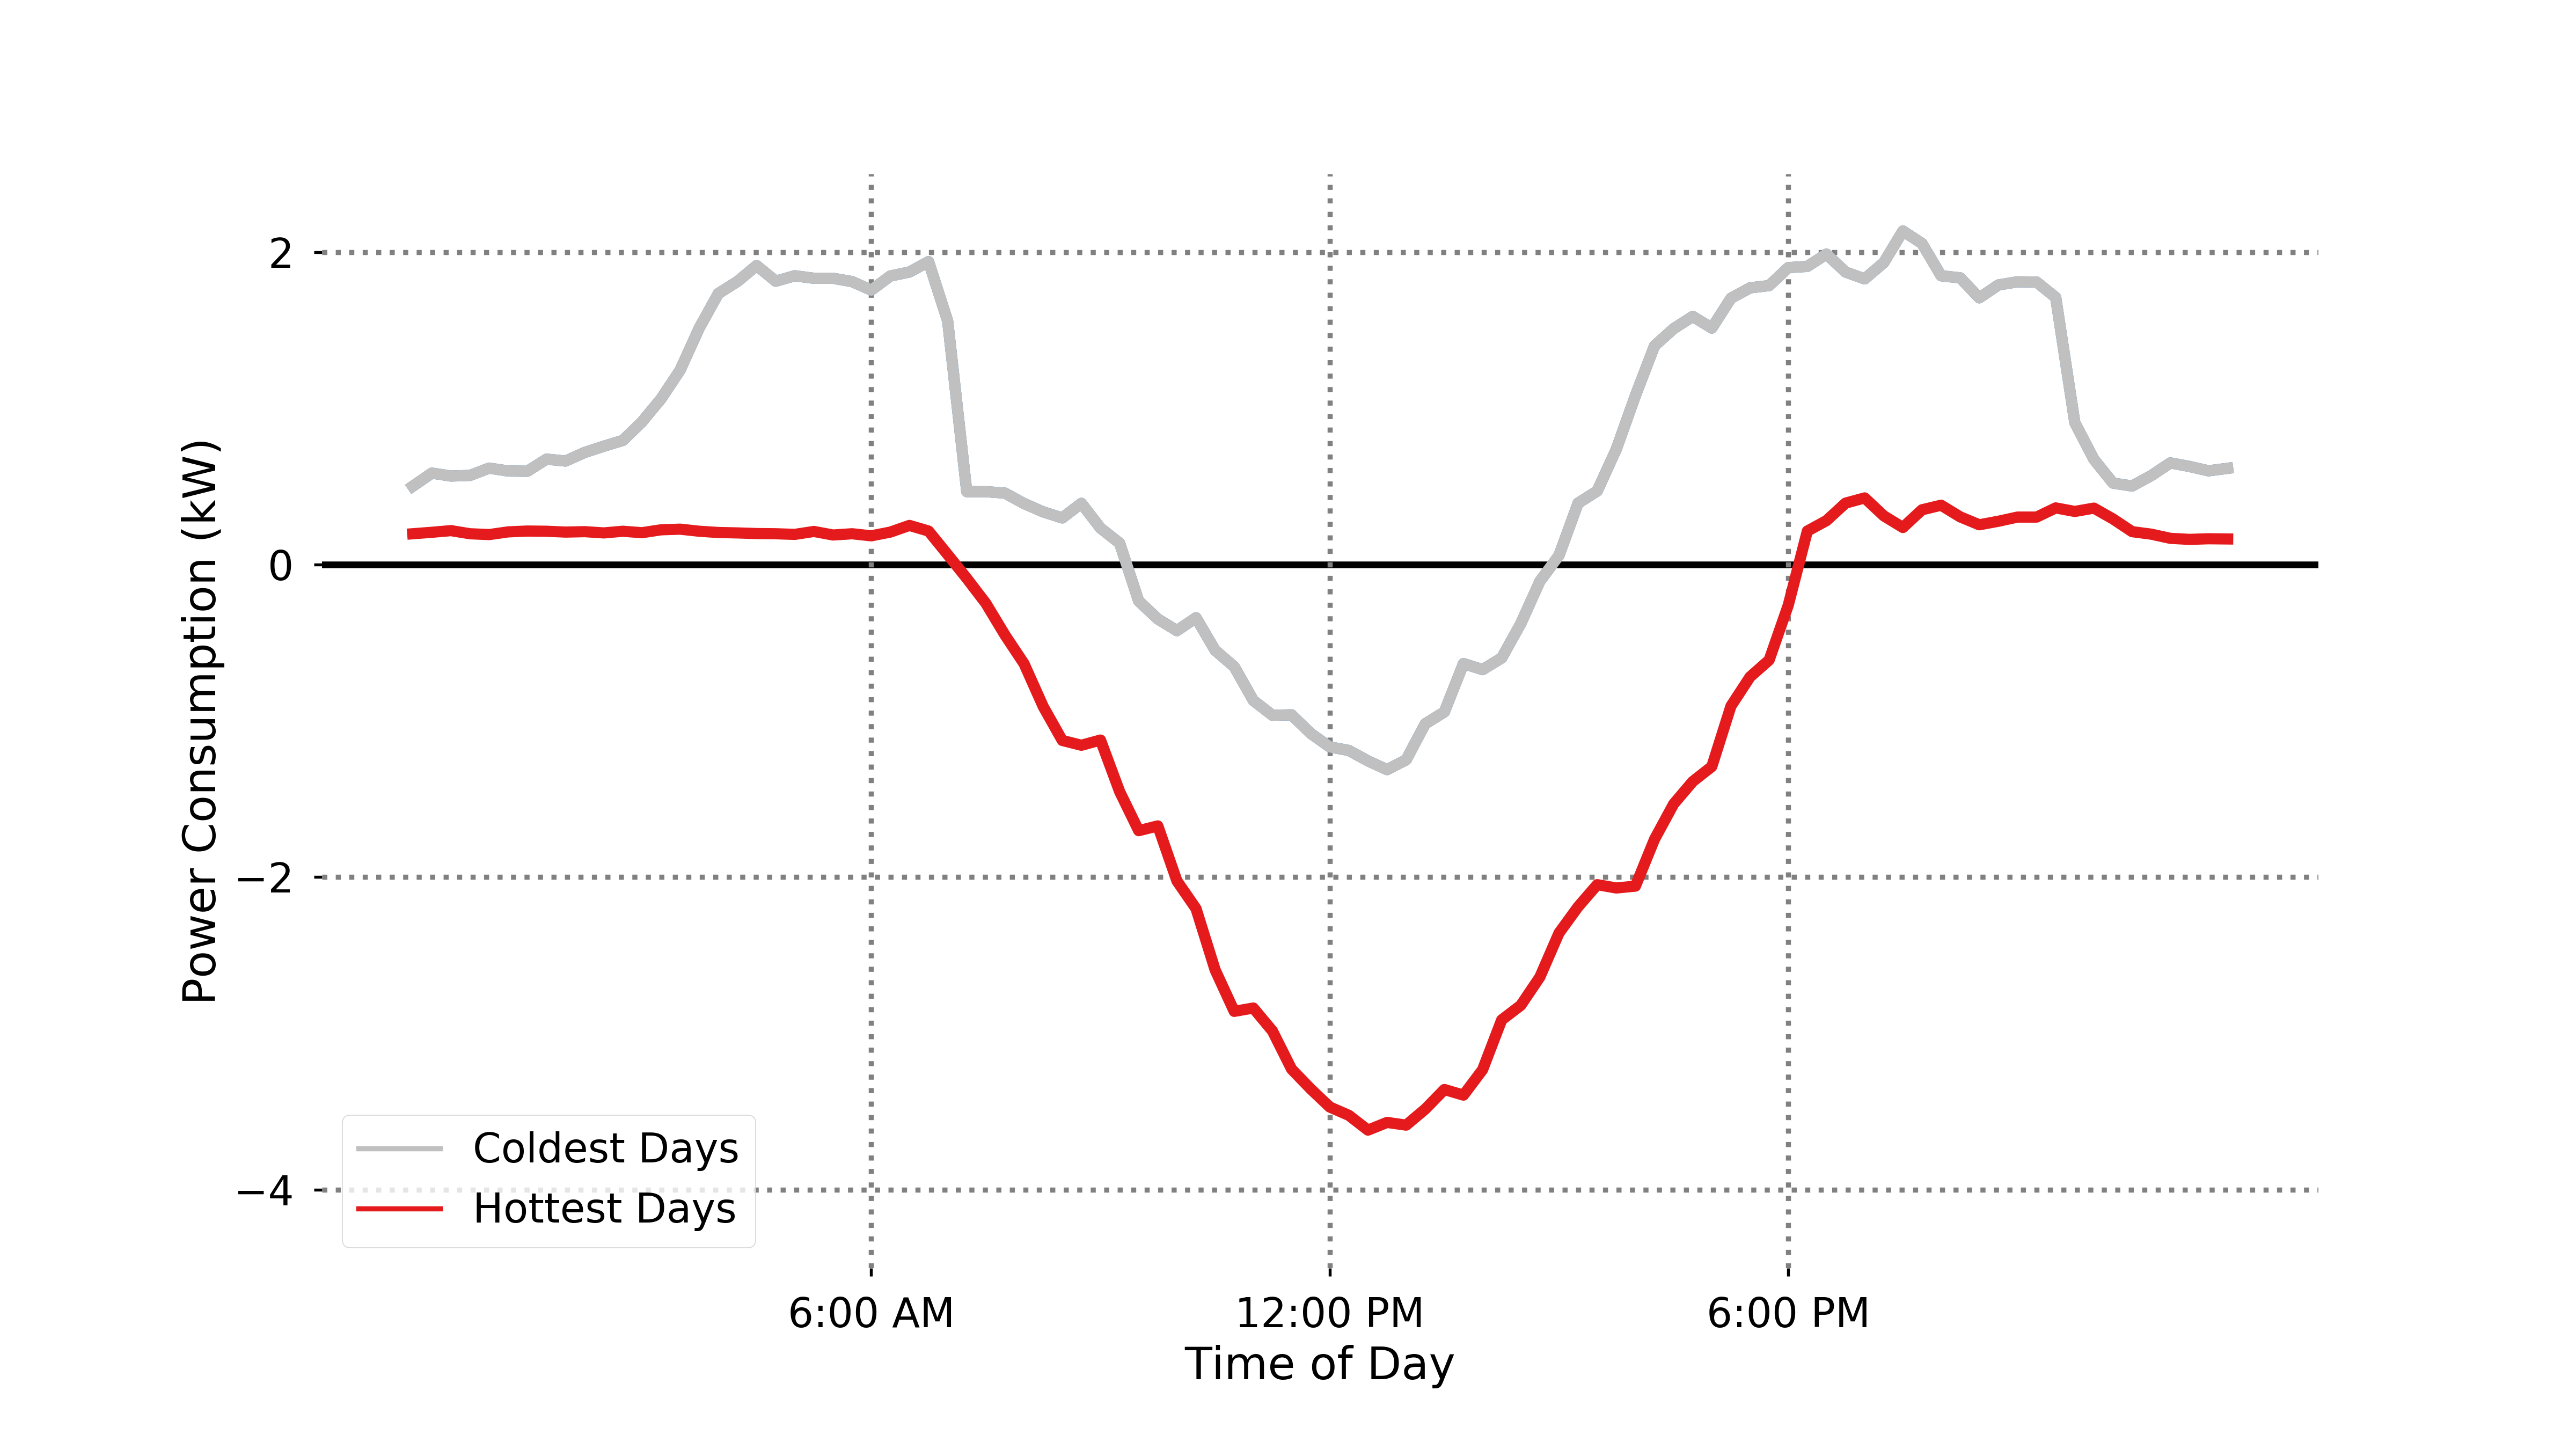 2
0
−2
−4
Power Consumption (kW)
Coldest Days
Hottest Days
6:00 AM
12:00 PM
6:00 PM
Time of Day